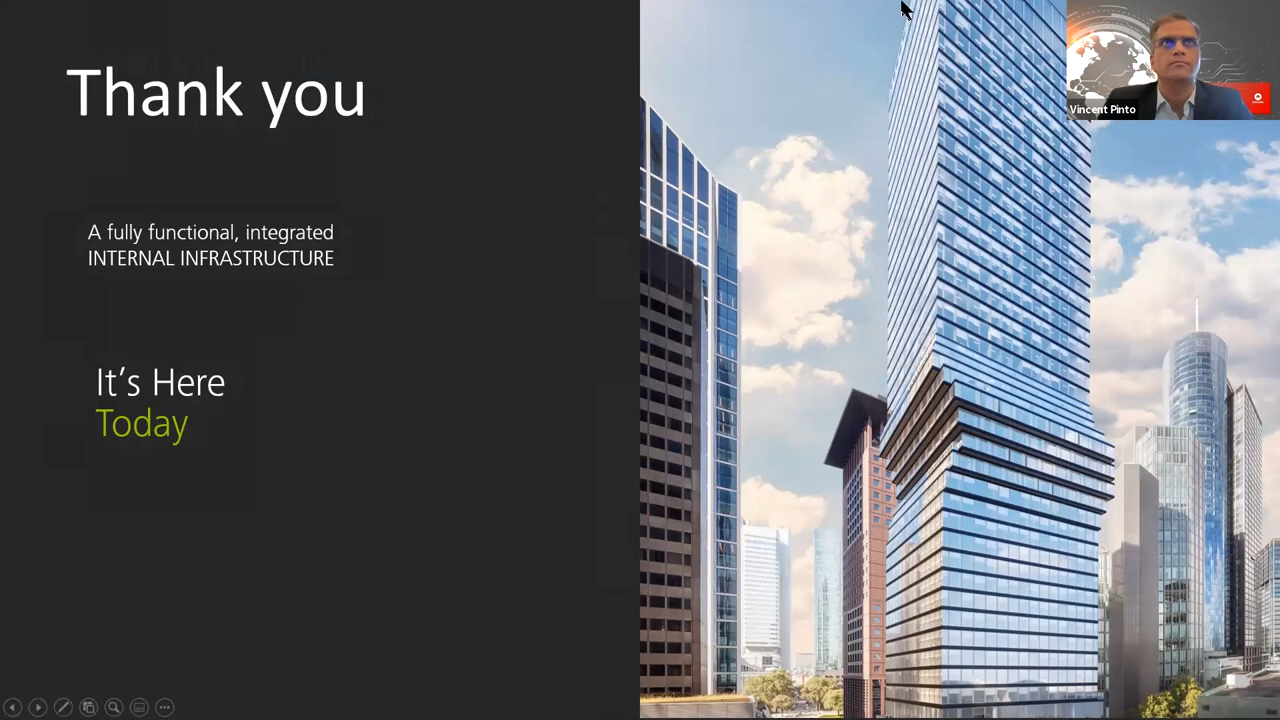 Thank you
A fully functional, integrated
INTERNAL INFRASTRUCTURE
It's Here
Today
Vincent Pinto